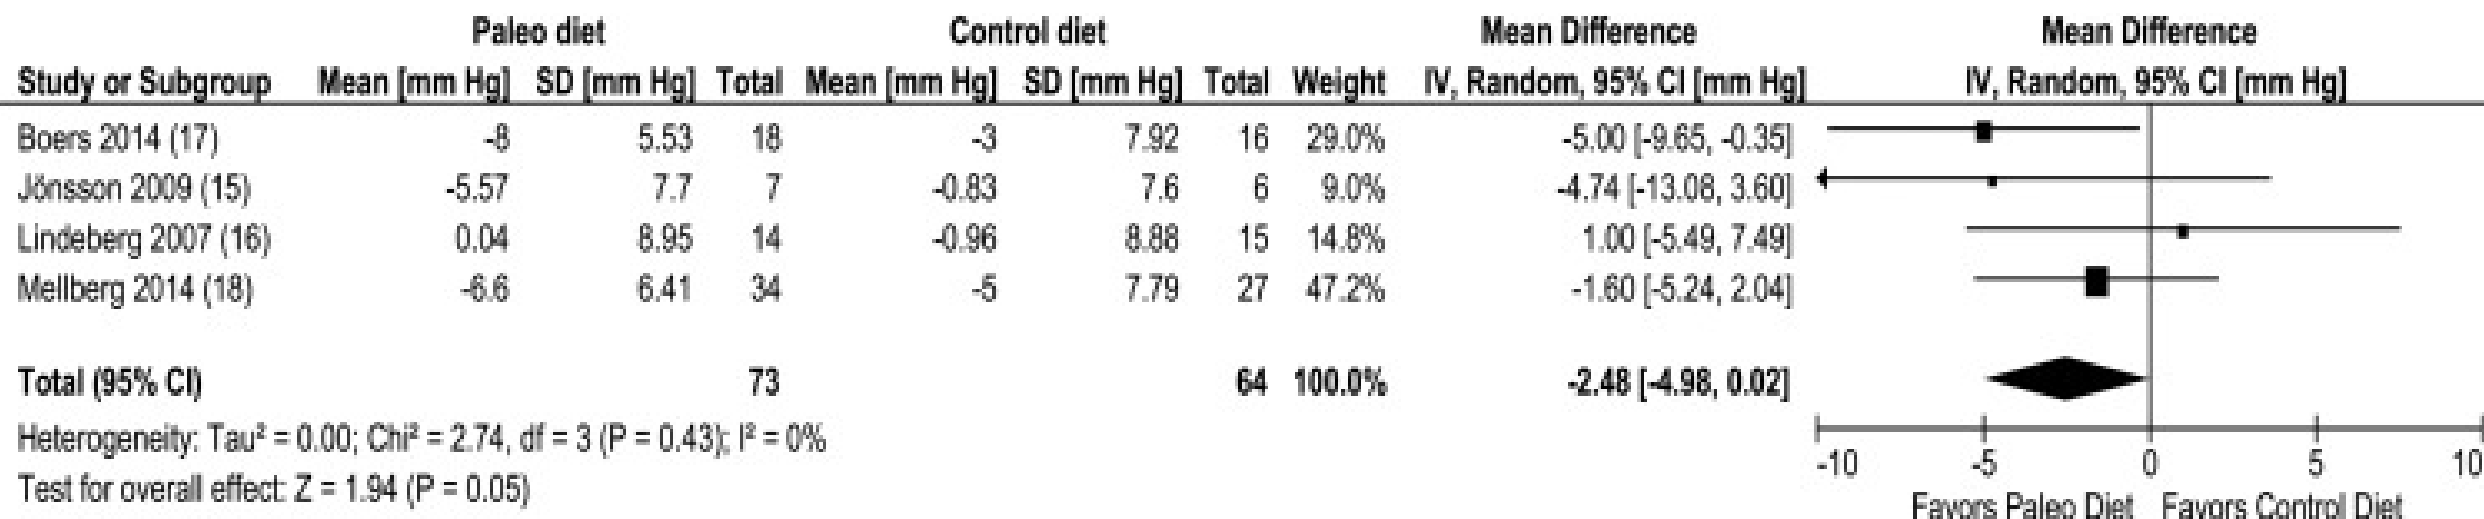 Paleo diet Control diet Mean Difference Mean Difference
Study or Subgroup Mean [mm Hg] SD [mm Hg] Total Mean [mm Hg] SD [mm Hg] Total Weight IV, Random, 95% CI [mm Hg] IV, Random, 95% CI [mm Hg]
Boers 2014 (17) -8 5.53 18 -3 7.92 16 29.0% -5.00 [-9.65, -0.35]
Jönsson 2009 (15) -5.57 7.7 7 -0.83 7.6 6 9.0% -4.74 [-13.08, 3.60]
Lindeberg 2007 (16) 0.04 8.95 14 -0.96 8.88 15 14.8% 1.00 [-5.49, 7.49]
Mellberg 2014 (18) -6.6 6.41 34 -5 7.79 27 47.2% -1.60 [-5.24, 2.04]
Total (95% CI) 73 64 100.0% -2.48 [-4.98, 0.02]
Heterogeneity: Tau² = 0.00; Chi² = 2.74, df = 3 (P = 0.43); I² = 0%
Test for overall effect: Z = 1.94 (P = 0.05)
-10 -5 0 5 10
Favors Paleo Diet Favors Control Diet